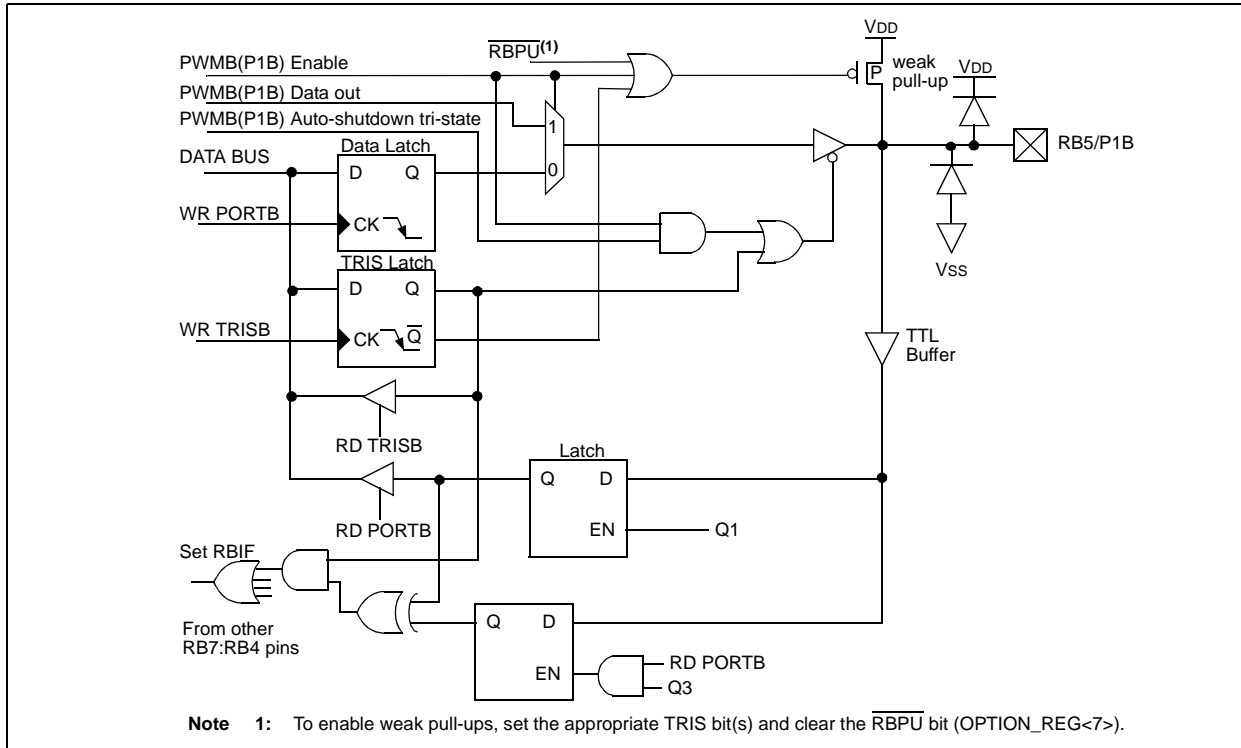 VDD
RBPU(1)
PWMB(P1B) Enable
P
weak
pull-up
VDD
PWMB(P1B) Data out
PWMB(P1B) Auto-shutdown tri-state
1
0
Data Latch
DATA BUS
D Q
RB5/P1B
WR PORTB
CK
VSS
TRIS Latch
D Q
WR TRISB
CK Q
TTL
Buffer
RD TRISB
Latch
Q D
RD PORTB
EN
Q1
Set RBIF
From other
RB7:RB4 pins
Q D
EN
RD PORTB
Q3
Note 1: To enable weak pull-ups, set the appropriate TRIS bit(s) and clear the RBPU bit (OPTION_REG<7>).